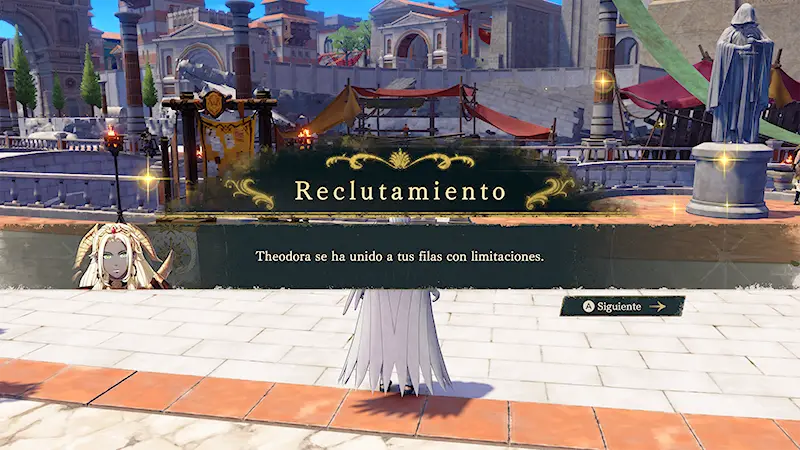 Reclutamiento
Theodora se ha unido a tus filas con limitaciones.
A Siguiente →